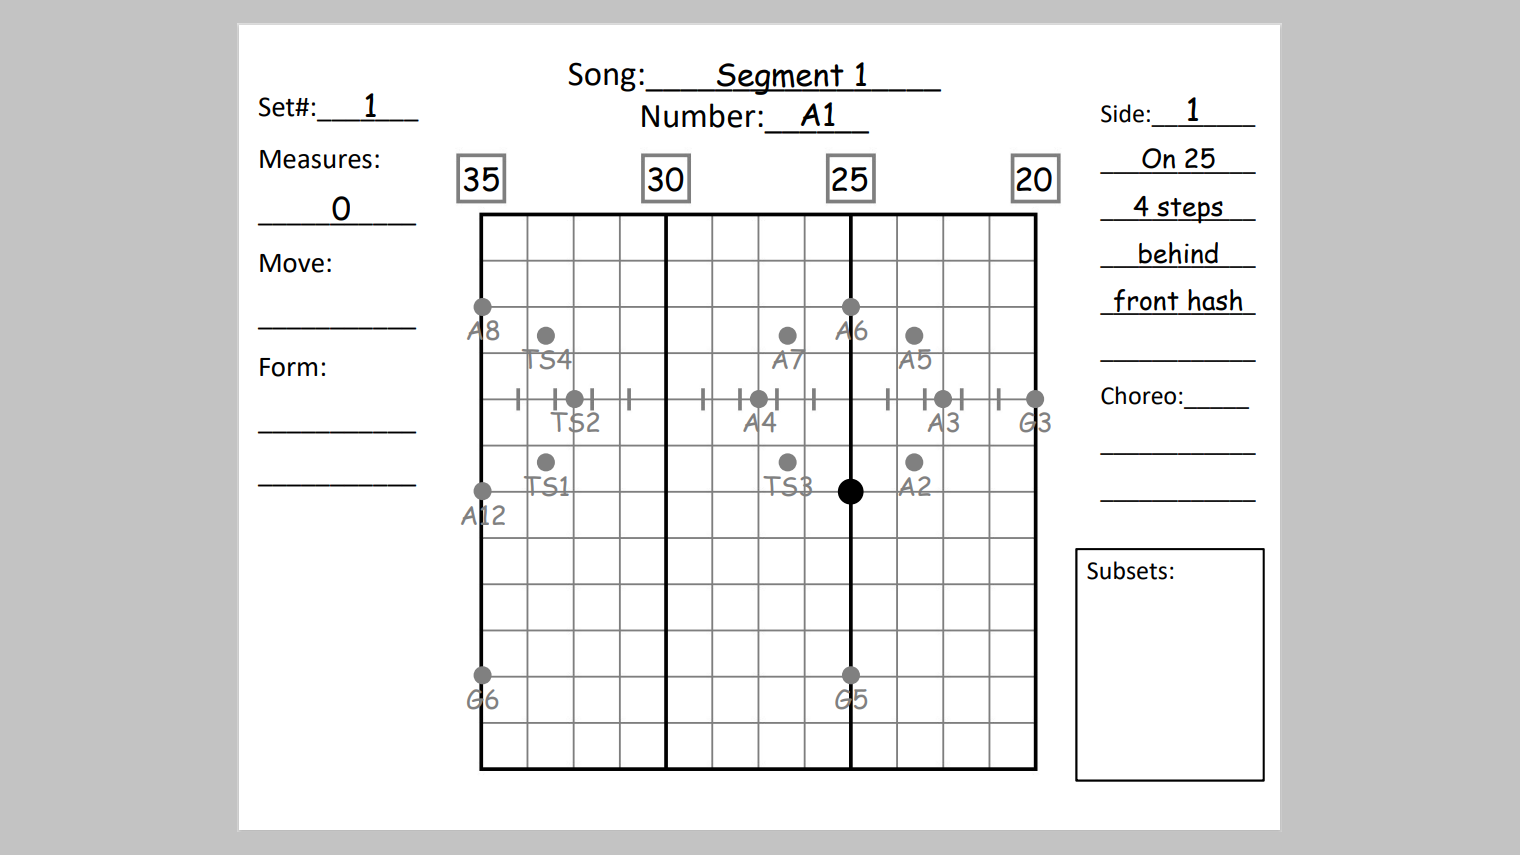 Song: Segment 1
Number: A1
Set#: 1
Measures:
0
Move:
Form:
35 30 25 20
A8 A6
TS4 A7 A5
TS2 A4 A3 G3
TS1 TS3 A2
A12
G6 G5
Side: 1
On 25
4 steps
behind
front hash
Choreo:
Subsets: